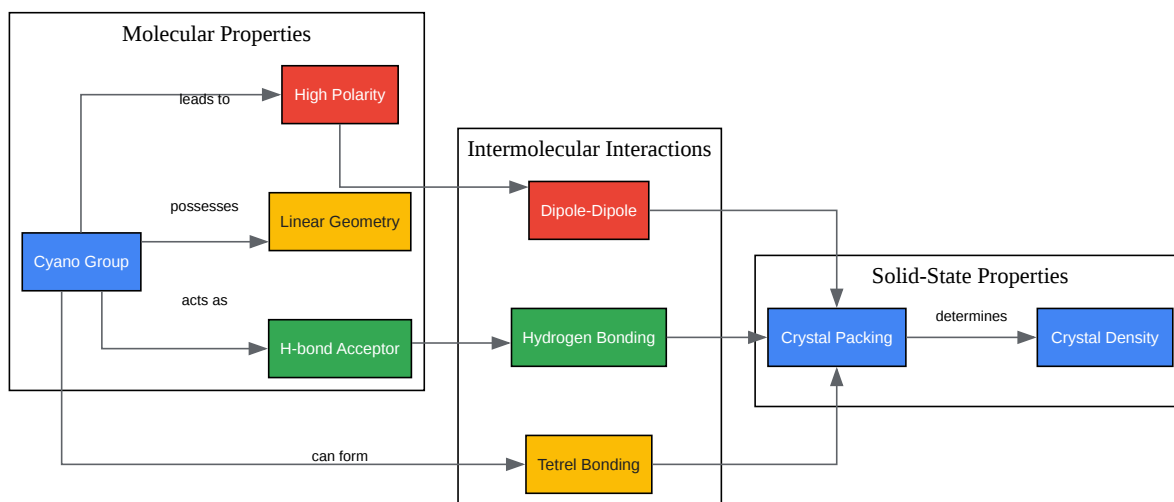 Molecular Properties
High Polarity
leads to
possesses
Linear Geometry
Cyano Group
acts as
H-bond Acceptor
can form
Intermolecular Interactions
Dipole-Dipole
Hydrogen Bonding
Tetrel Bonding
Solid-State Properties
Crystal Packing
determines
Crystal Density